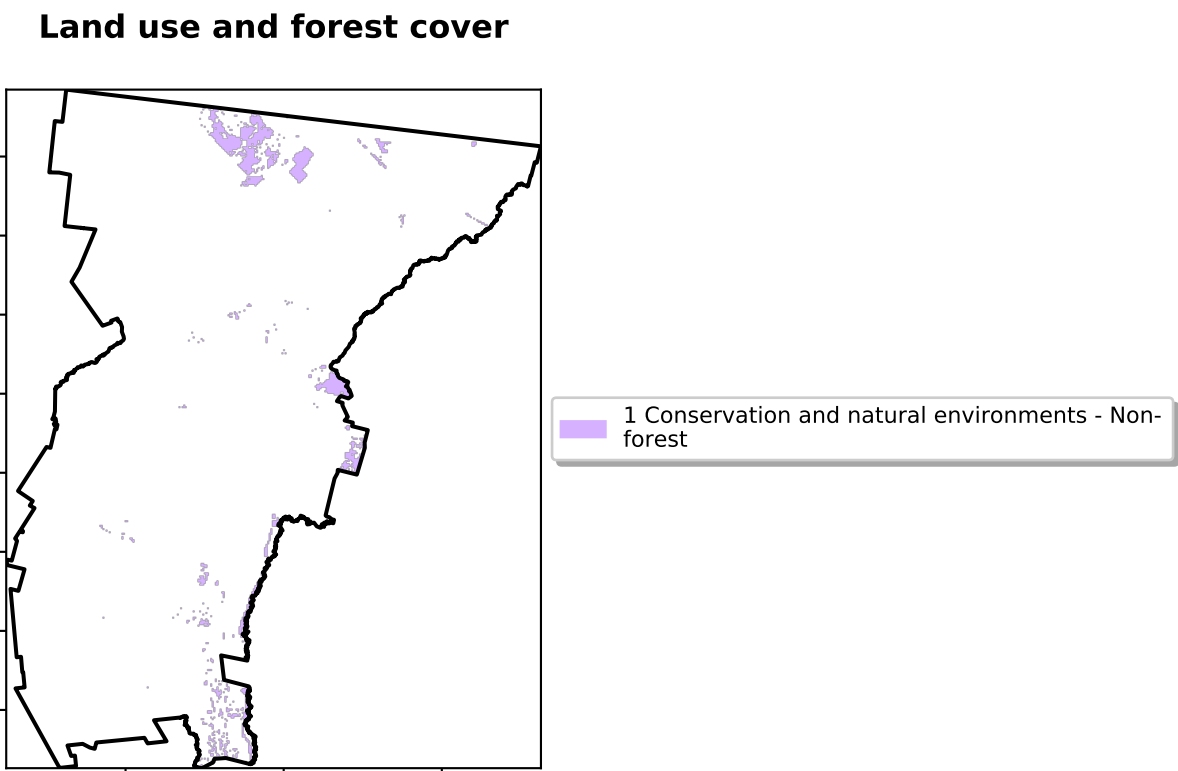 Land use and forest cover
1 Conservation and natural environments - Non-
forest